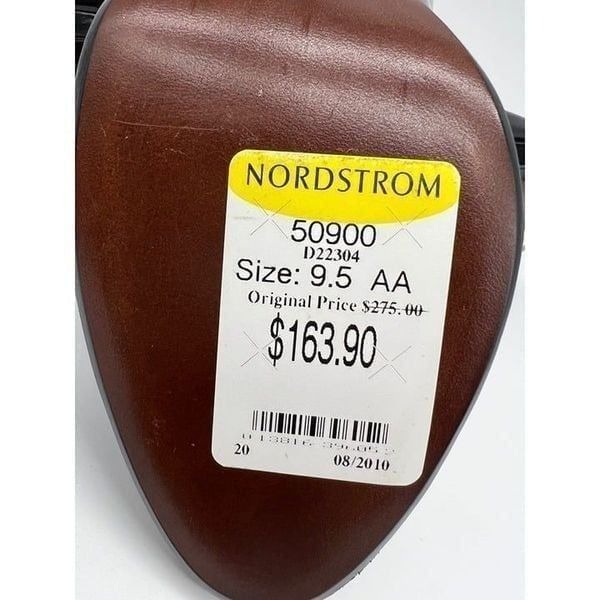 NORDSTROM
50900
D22304
Size: 9.5 AA
Original Price $275.00
$163.90
20
08/2010